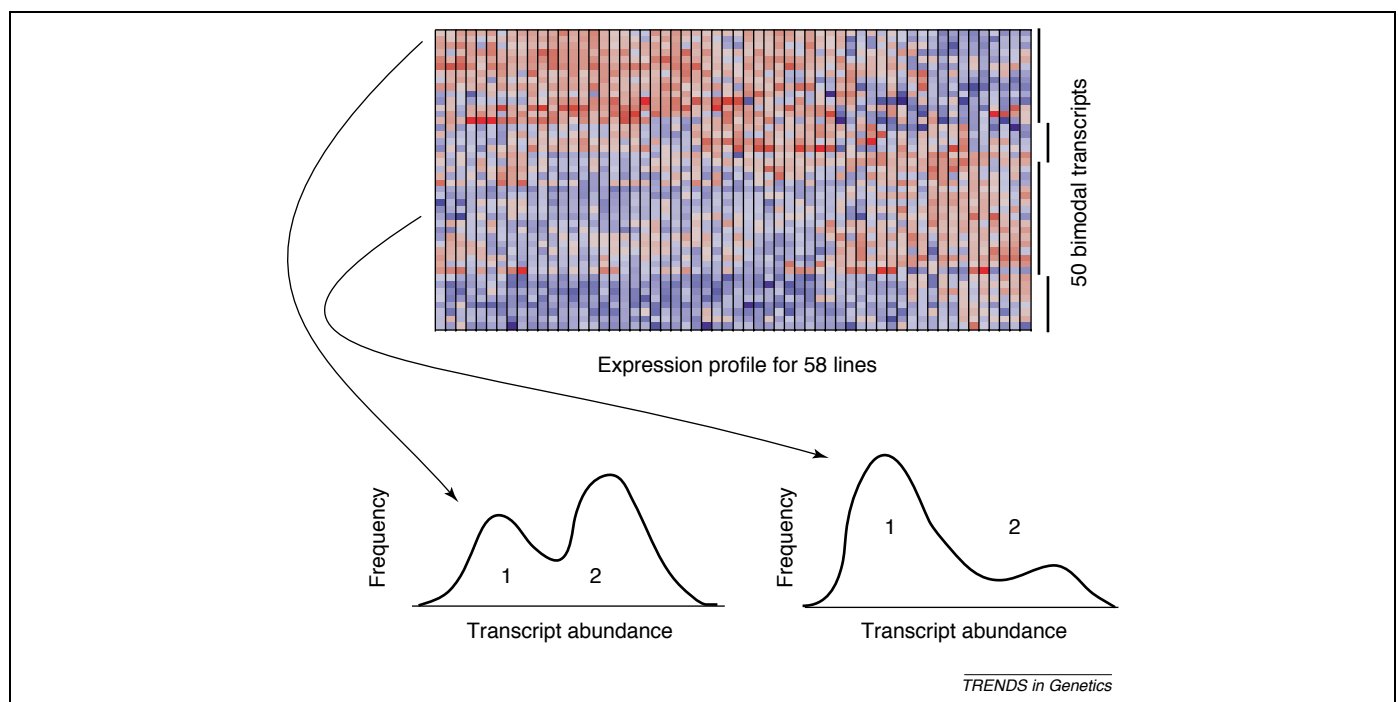 50 bimodal transcripts
Expression profile for 58 lines
Frequency
1
2
Transcript abundance
Frequency
1
2
Transcript abundance
TRENDS in Genetics